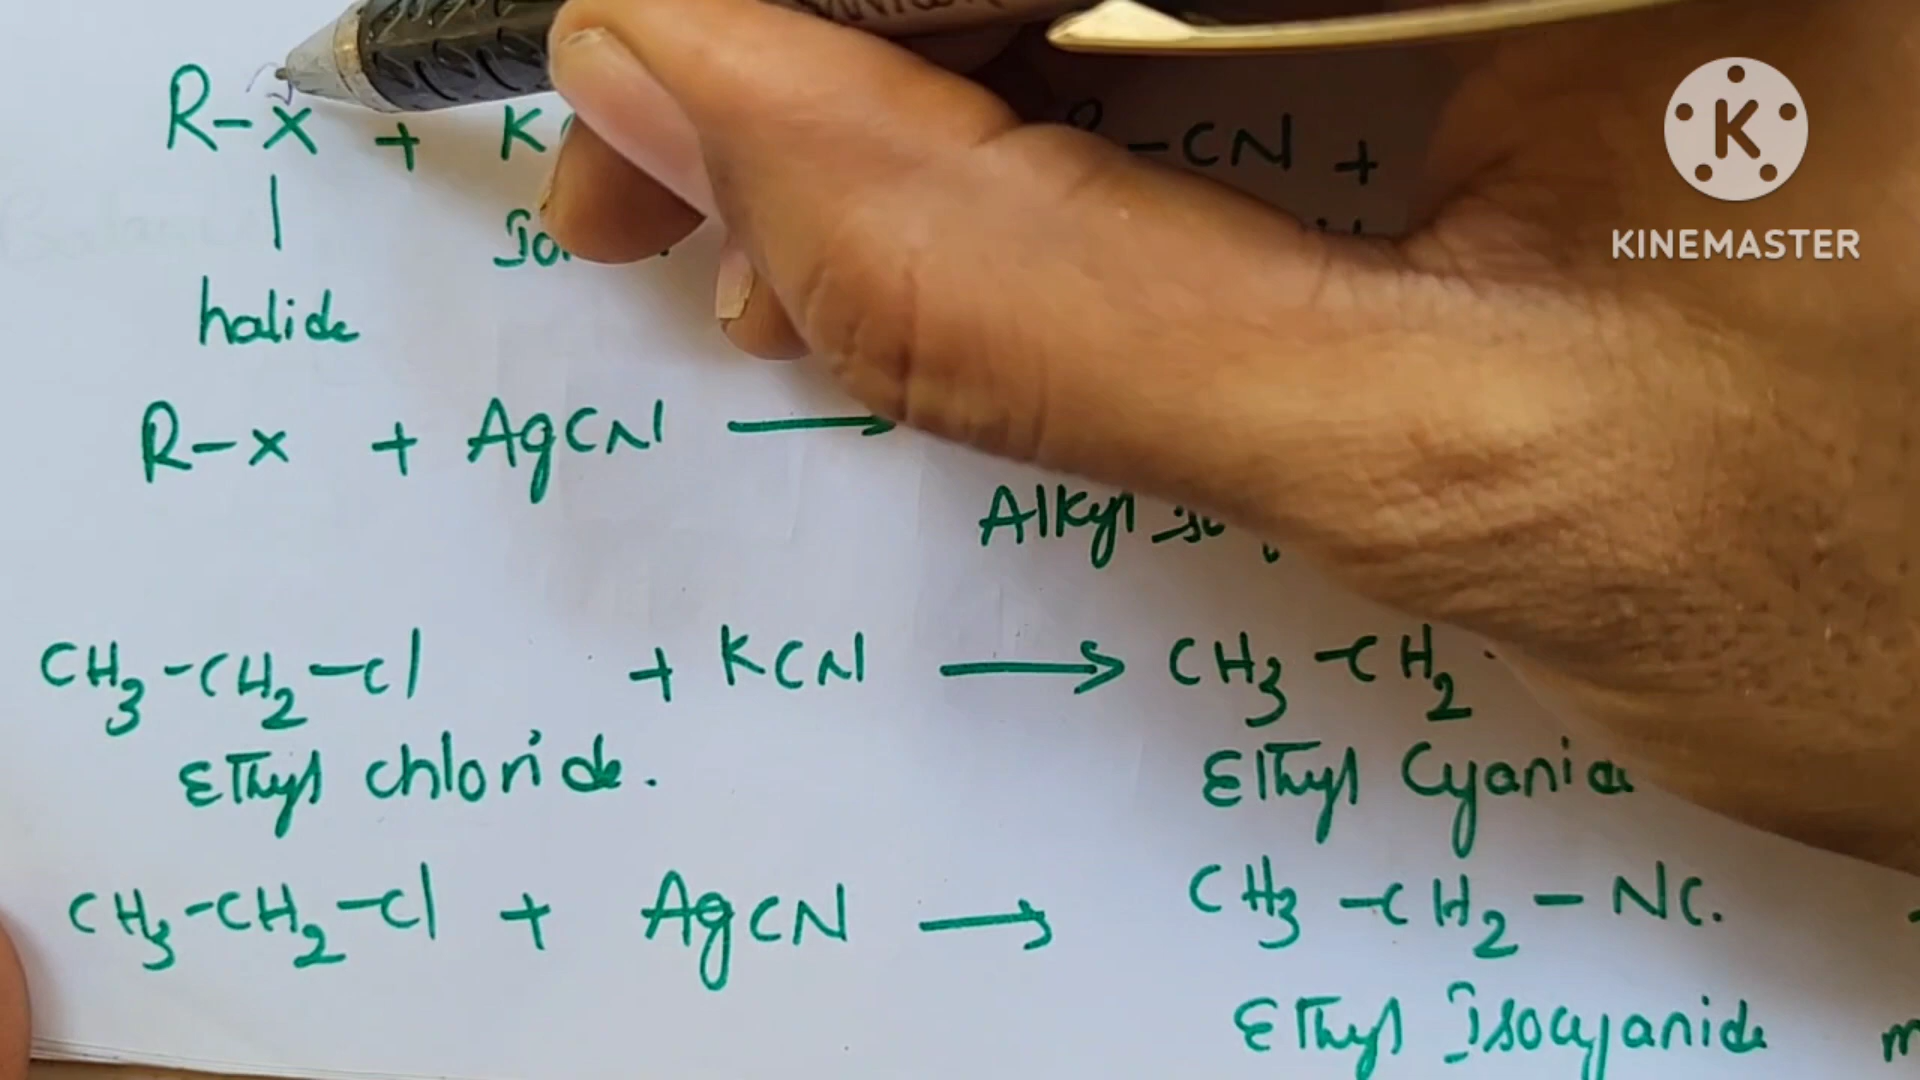 R-x + K -CN +
halide
R-x + AgCN →
Alkyl
CH3-CH2-Cl + KCN → CH3-CH2
Ethyl chloride. Ethyl Cyanide
CH3-CH2-Cl + AgCN → CH3-CH2-NC.
Ethyl Isocyanide
K
KINEMASTER